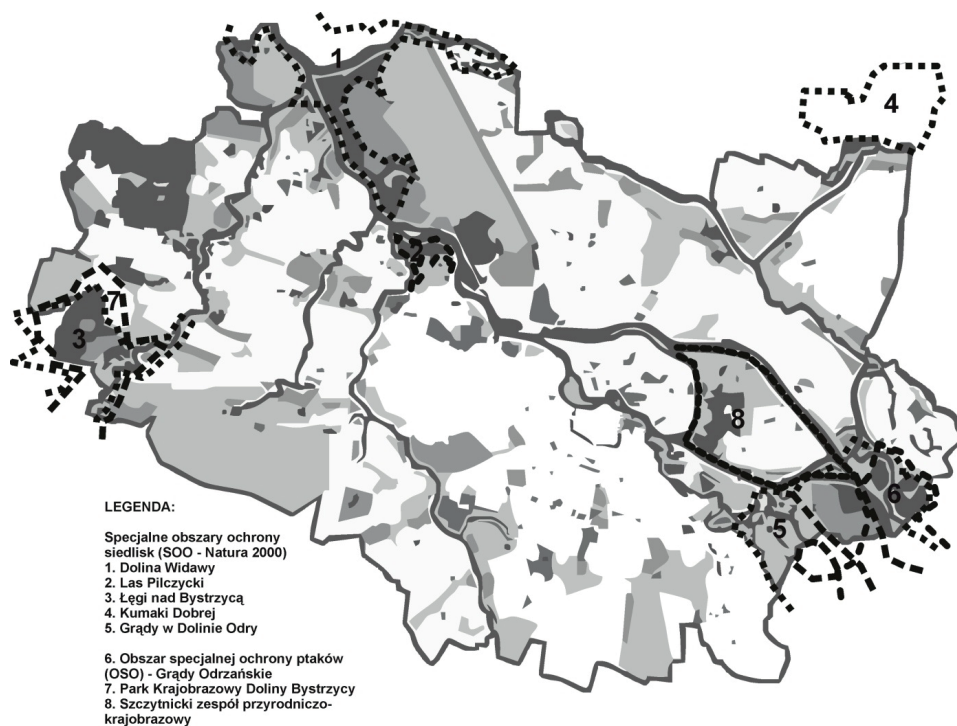 1
4
2
7
3
8
6
5
LEGENDA:
Specjalne obszary ochrony
siedlisk (SOO - Natura 2000)
1. Dolina Widawy
2. Las Pilczycki
3. Łęgi nad Bystrzycą
4. Kumaki Dobrej
5. Grądy w Dolinie Odry
6. Obszar specjalnej ochrony ptaków
(OSO) - Grądy Odrzańskie
7. Park Krajobrazowy Doliny Bystrzycy
8. Szczytnicki zespół przyrodniczo-
krajobrazowy